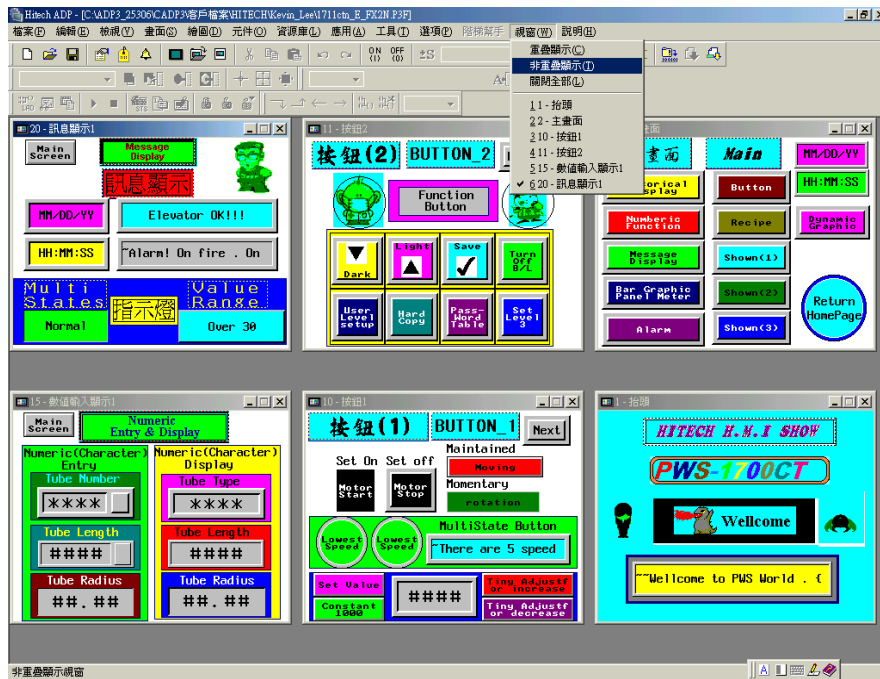 Hitech ADP - [C:\ADP3_25306\CADP3\客戶檔案\HITECH\Kevin_Lee\1711ctn_E_FX2N.P3F]
檔案(F) 編輯(E) 檢視(V) 畫面(S) 繪圖(D) 元件(O) 資源庫(L) 應用(A) 工具(T) 選項(P) 階梯幫手 視窗(W) 說明(H)
重疊顯示(C)
非重疊顯示(T)
關閉全部(L)
1 1 - 抬頭
2 2 - 主畫面
3 10 - 按鈕1
4 11 - 按鈕2
5 15 - 數值輸入顯示1
✓ 6 20 - 訊息顯示1
ON (1) OFF (0) ±S
20 - 訊息顯示1
Main Screen
Message Display
訊息顯示
MM/DD/YY
Elevator OK!!!
HH:MM:SS
~Alarm! On fire . On
Multi States
指示燈
Value Range
Normal
Over 30
11 - 按鈕2
按鈕(2) BUTTON_2
Function Button
Dark
Light
Save
Turn Off B/L
User Level setup
Hard Copy
Pass-Word Table
Set Level 3
畫面
畫面 Main MM/DD/YY
Button
HH:MM:SS
Numberic Function
Recipe
Dynamic Graphic
Message Display
Shown(1)
Bar Graphic Panel Meter
Shown(2)
Return HomePage
Alarm
Shown(3)
15 - 數值輸入顯示1
Main Screen
Numeric Entry & Display
Numeric(Character) Entry
Numeric(Character) Display
Tube Number
Tube Type
****
****
Tube Length
Tube Length
####
####
Tube Radius
Tube Radius
##.##
##.##
10 - 按鈕1
按鈕(1) BUTTON_1 Next
Set On Set off
Maintained
Moving
Motor Start
Motor Stop
Momentary
rotation
Lowest Speed
Lowest Speed
MultiState Button
~There are 5 speed
Set Value
Constant 1000
####
Tiny Adjustf or increase
Tiny Adjustf or decrease
1 - 抬頭
HITECH H.M.I SHOW
PWS-1700CT
Wellcome
~~Wellcome to PWS World . {
非重疊顯示視窗
A